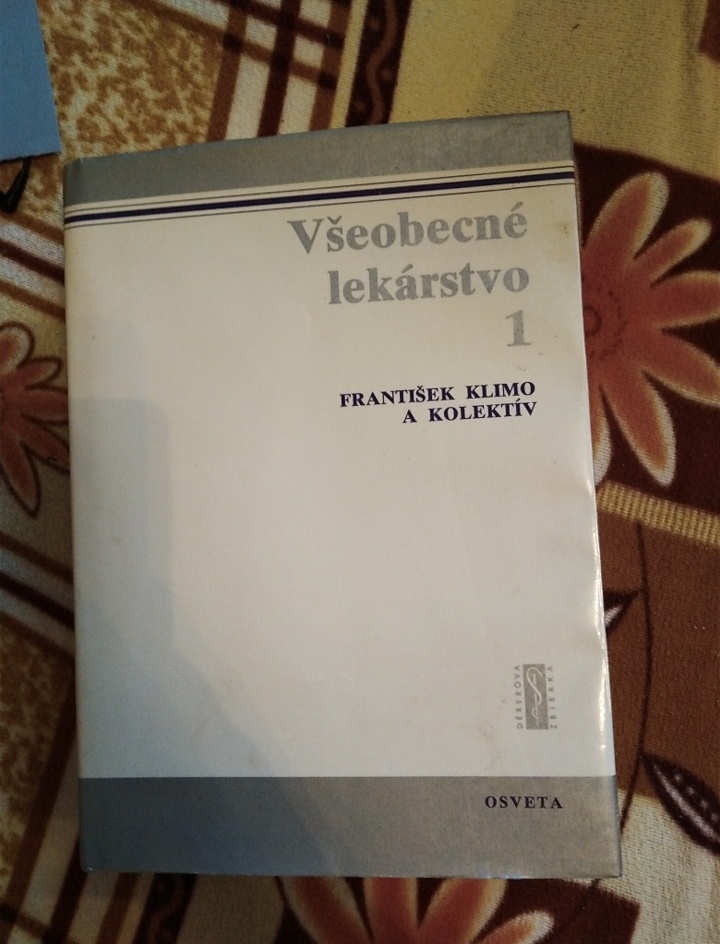 Všeobecné
lekárstvo
1
FRANTIŠEK KLIMO
A KOLEKTÍV
DÉREROVA
ZBIERKA
OSVETA